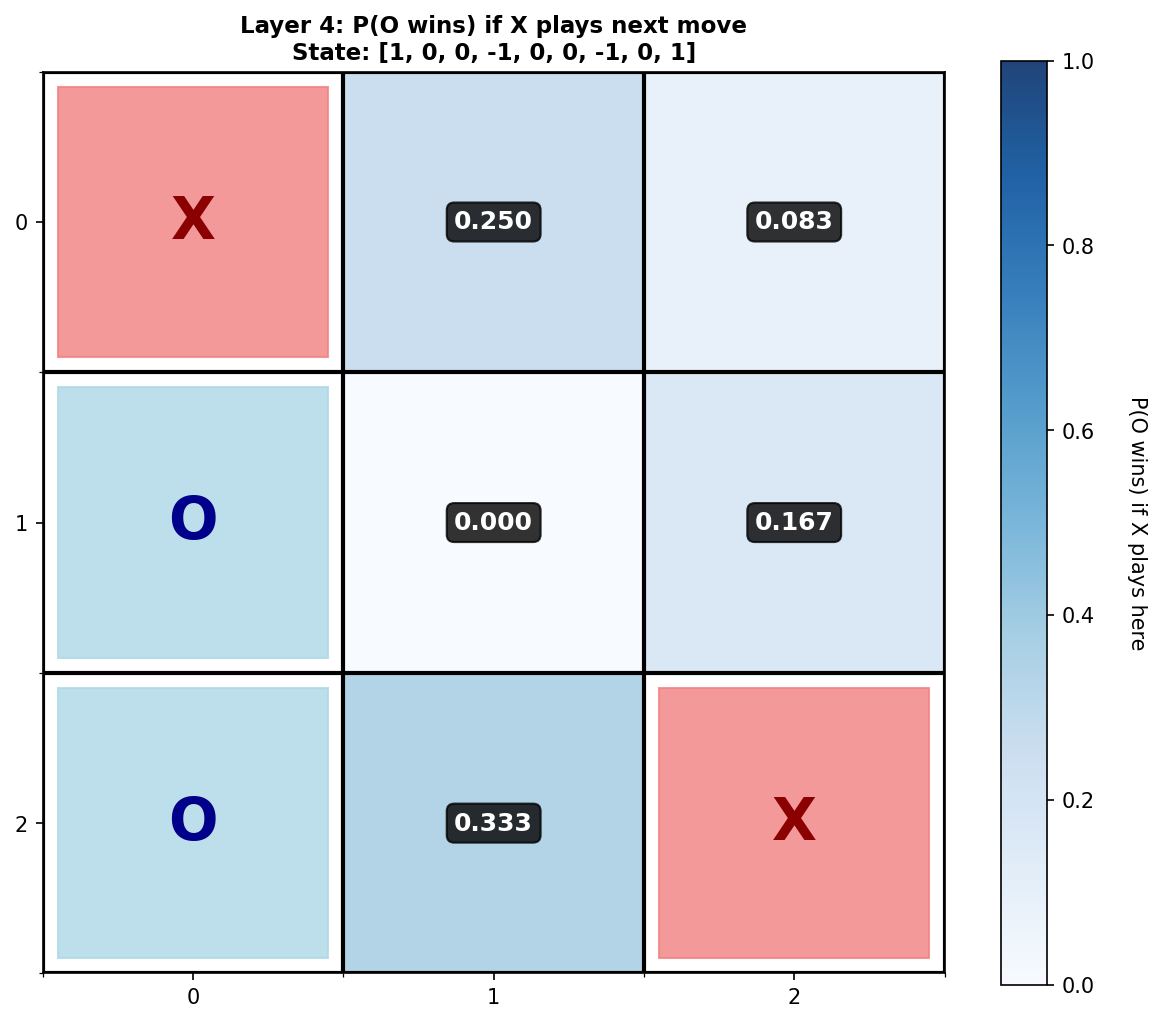 Layer 4: P(O wins) if X plays next move
State: [1, 0, 0, -1, 0, 0, -1, 0, 1]
1.0
0
X
0.250
0.083
0.8
0.6
P(O wins) if X plays here
1
O
0.000
0.167
0.4
0.2
2
O
0.333
X
0.0
0
1
2